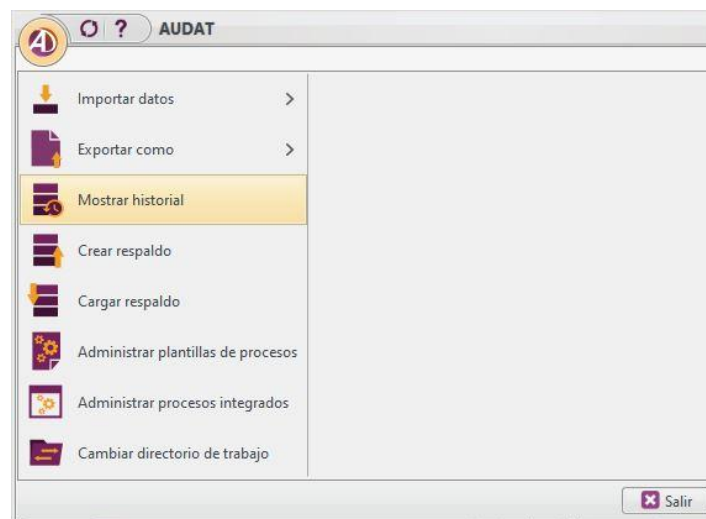 ? AUDAT
Importar datos
Exportar como
Mostrar historial
Crear respaldo
Cargar respaldo
Administrar plantillas de procesos
Administrar procesos integrados
Cambiar directorio de trabajo
Salir